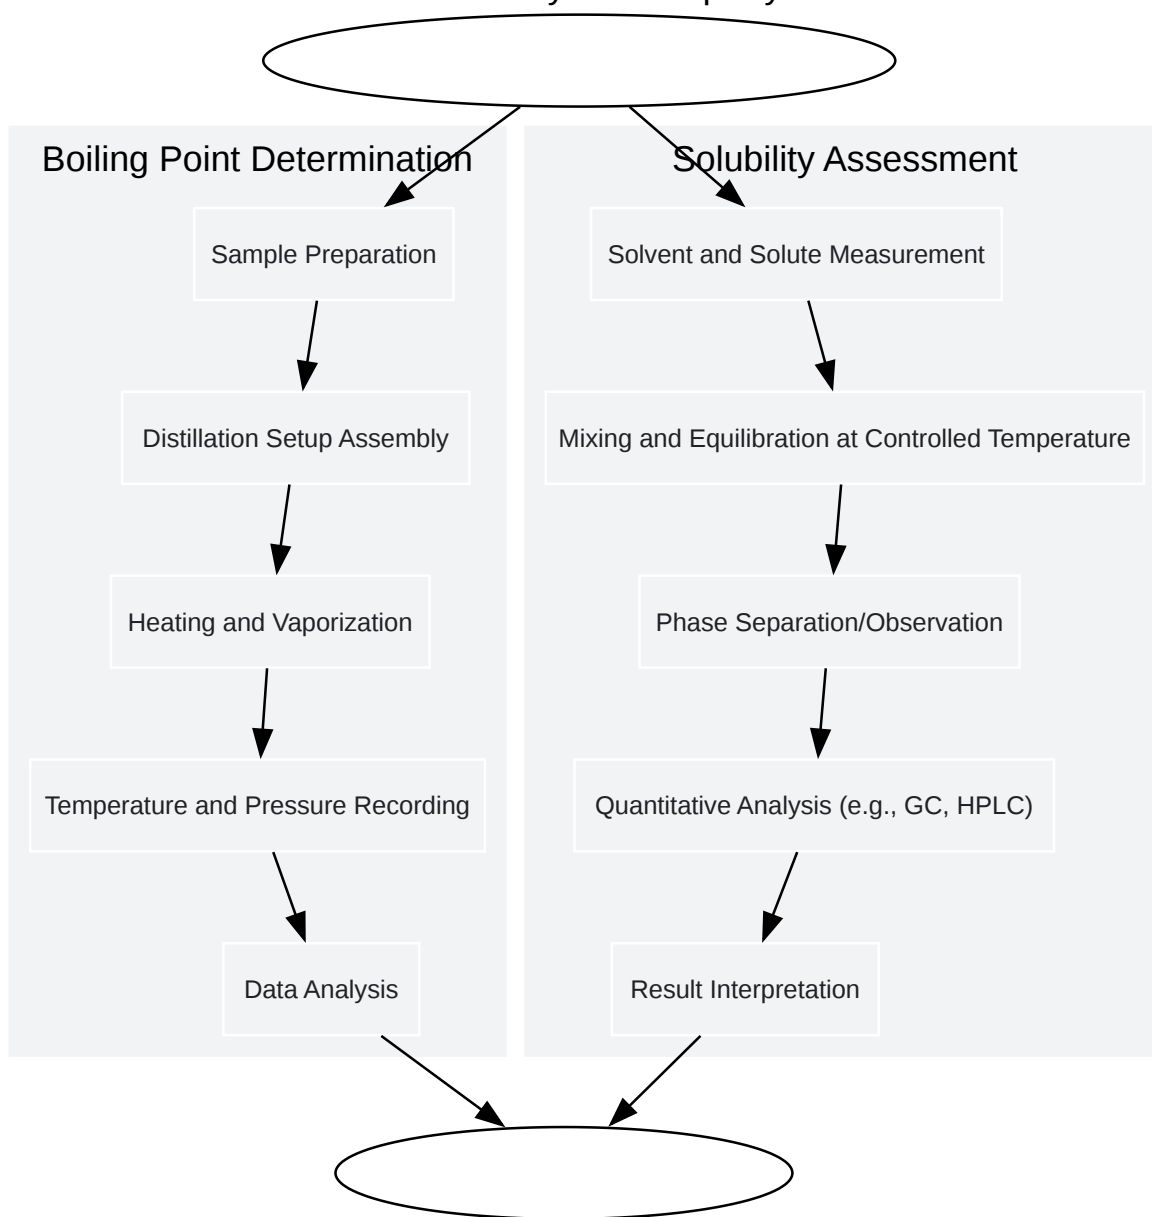 Boiling Point Determination
Sample Preparation
Distillation Setup Assembly
Heating and Vaporization
Temperature and Pressure Recording
Data Analysis
Solubility Assessment
Solvent and Solute Measurement
Mixing and Equilibration at Controlled Temperature
Phase Separation/Observation
Quantitative Analysis (e.g., GC, HPLC)
Result Interpretation